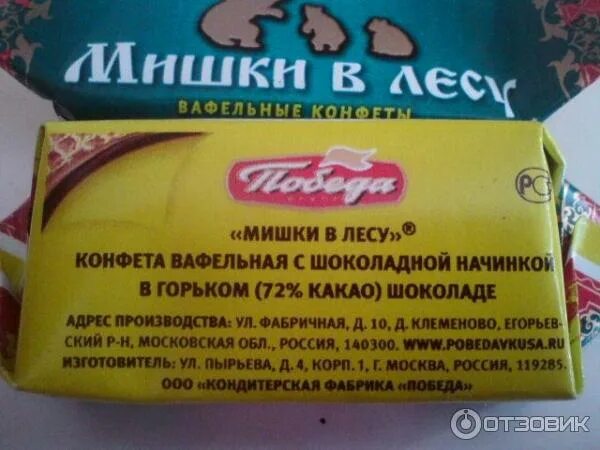 Мишки в лесу
ВАФЕЛЬНЫЕ КОНФЕТЫ
Победа
РСТ
«МИШКИ В ЛЕСУ»®
КОНФЕТА ВАФЕЛЬНАЯ С ШОКОЛАДНОЙ НАЧИНКОЙ
В ГОРЬКОМ (72% КАКАО) ШОКОЛАДЕ
АДРЕС ПРОИЗВОДСТВА: УЛ. ФАБРИЧНАЯ, Д. 10, Д. КЛЕМЕНОВО, ЕГОРЬЕВ-
СКИЙ Р-Н, МОСКОВСКАЯ ОБЛ., РОССИЯ, 140300. WWW.POBEDAVKUSA.RU
ИЗГОТОВИТЕЛЬ: УЛ. ПЫРЬЕВА, Д. 4, КОРП. 1, Г. МОСКВА, РОССИЯ, 119285.
ООО «КОНДИТЕРСКАЯ ФАБРИКА «ПОБЕДА»
ОТЗОВИК